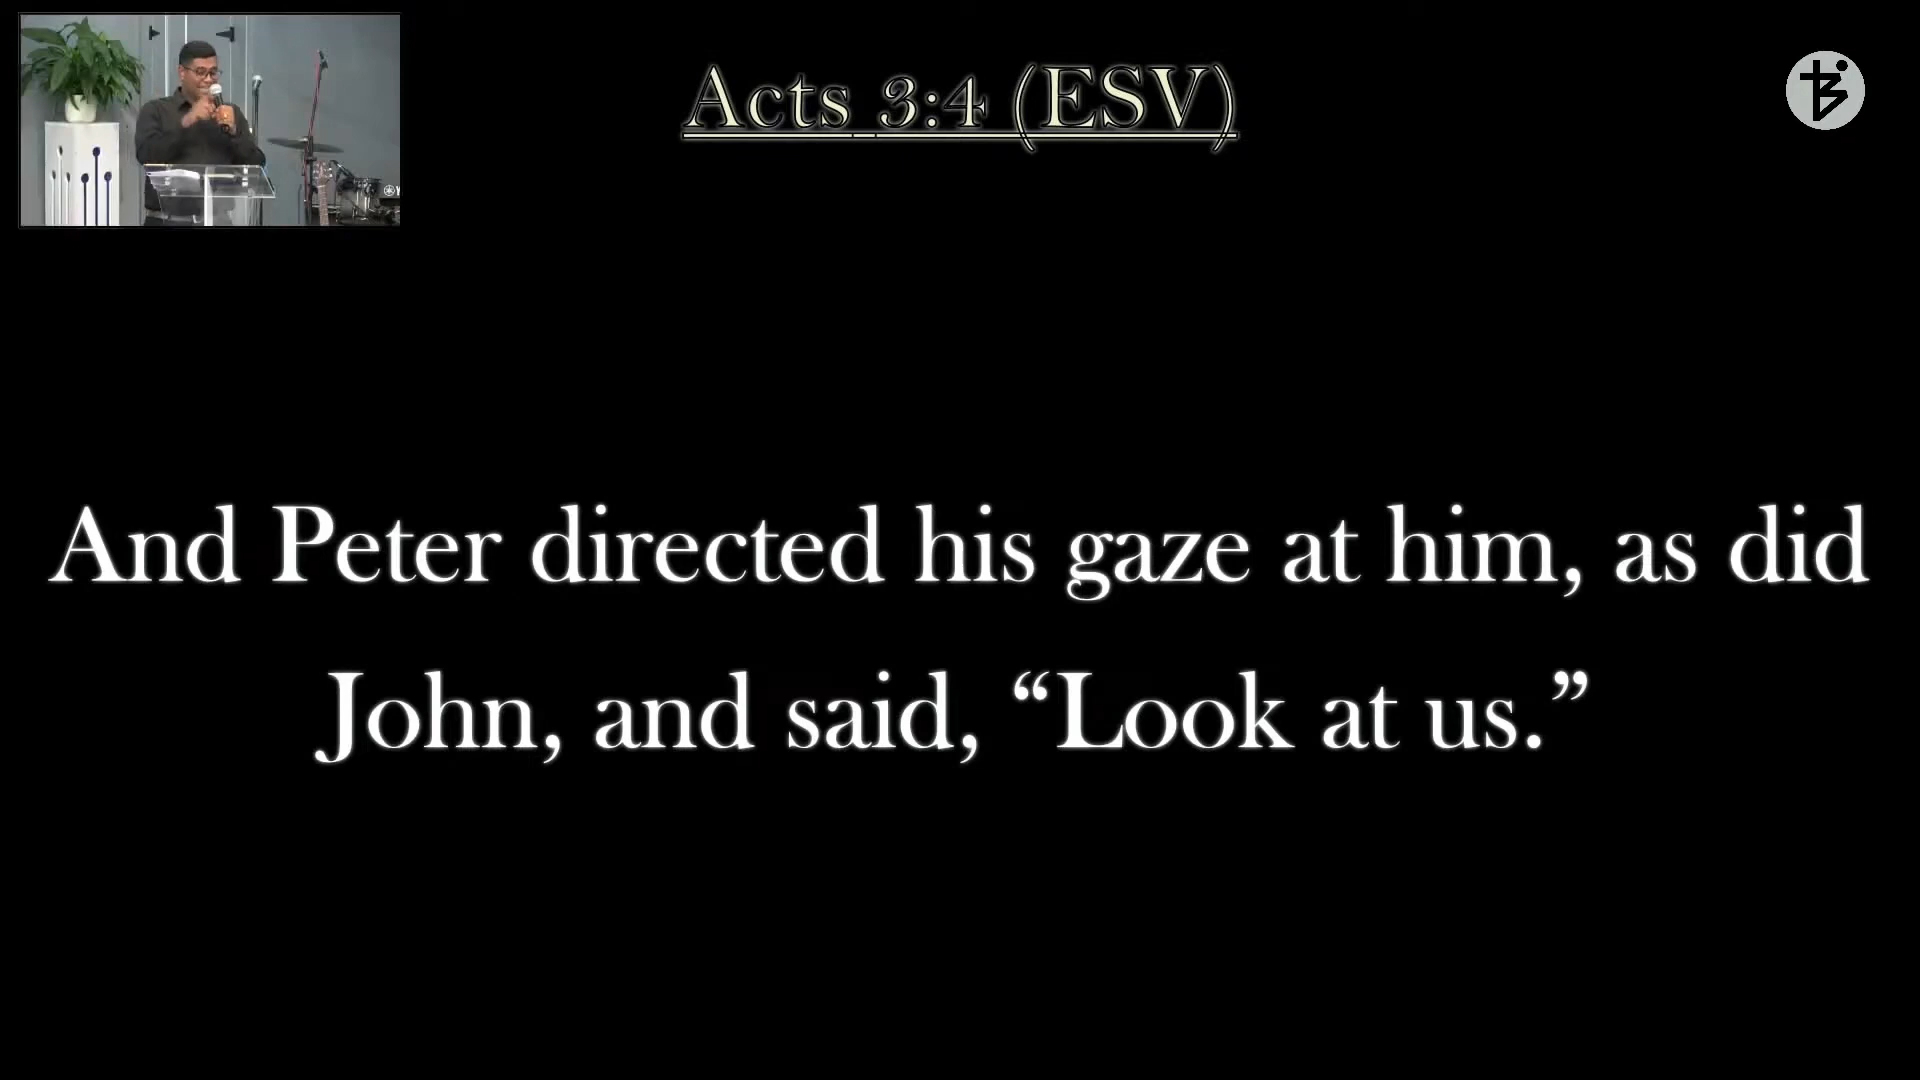 Acts 3:4 (ESV)
And Peter directed his gaze at him, as did
John, and said, “Look at us.”